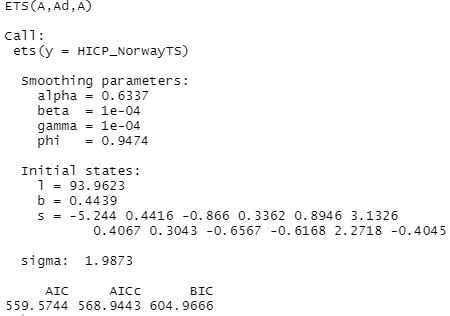 ETS(A,Ad,A)
Call:
ets(y = HICP_NorwayTS)
Smoothing parameters:
alpha = 0.6337
beta  = 1e-04
gamma = 1e-04
phi   = 0.9474
Initial states:
l = 93.9623
b = 0.4439
s = -5.244 0.4416 -0.866 0.3362 0.8946 3.1326
0.4067 0.3043 -0.6567 -0.6168 2.2718 -0.4045
sigma:  1.9873
AIC     AICc      BIC
559.5744 568.9443 604.9666